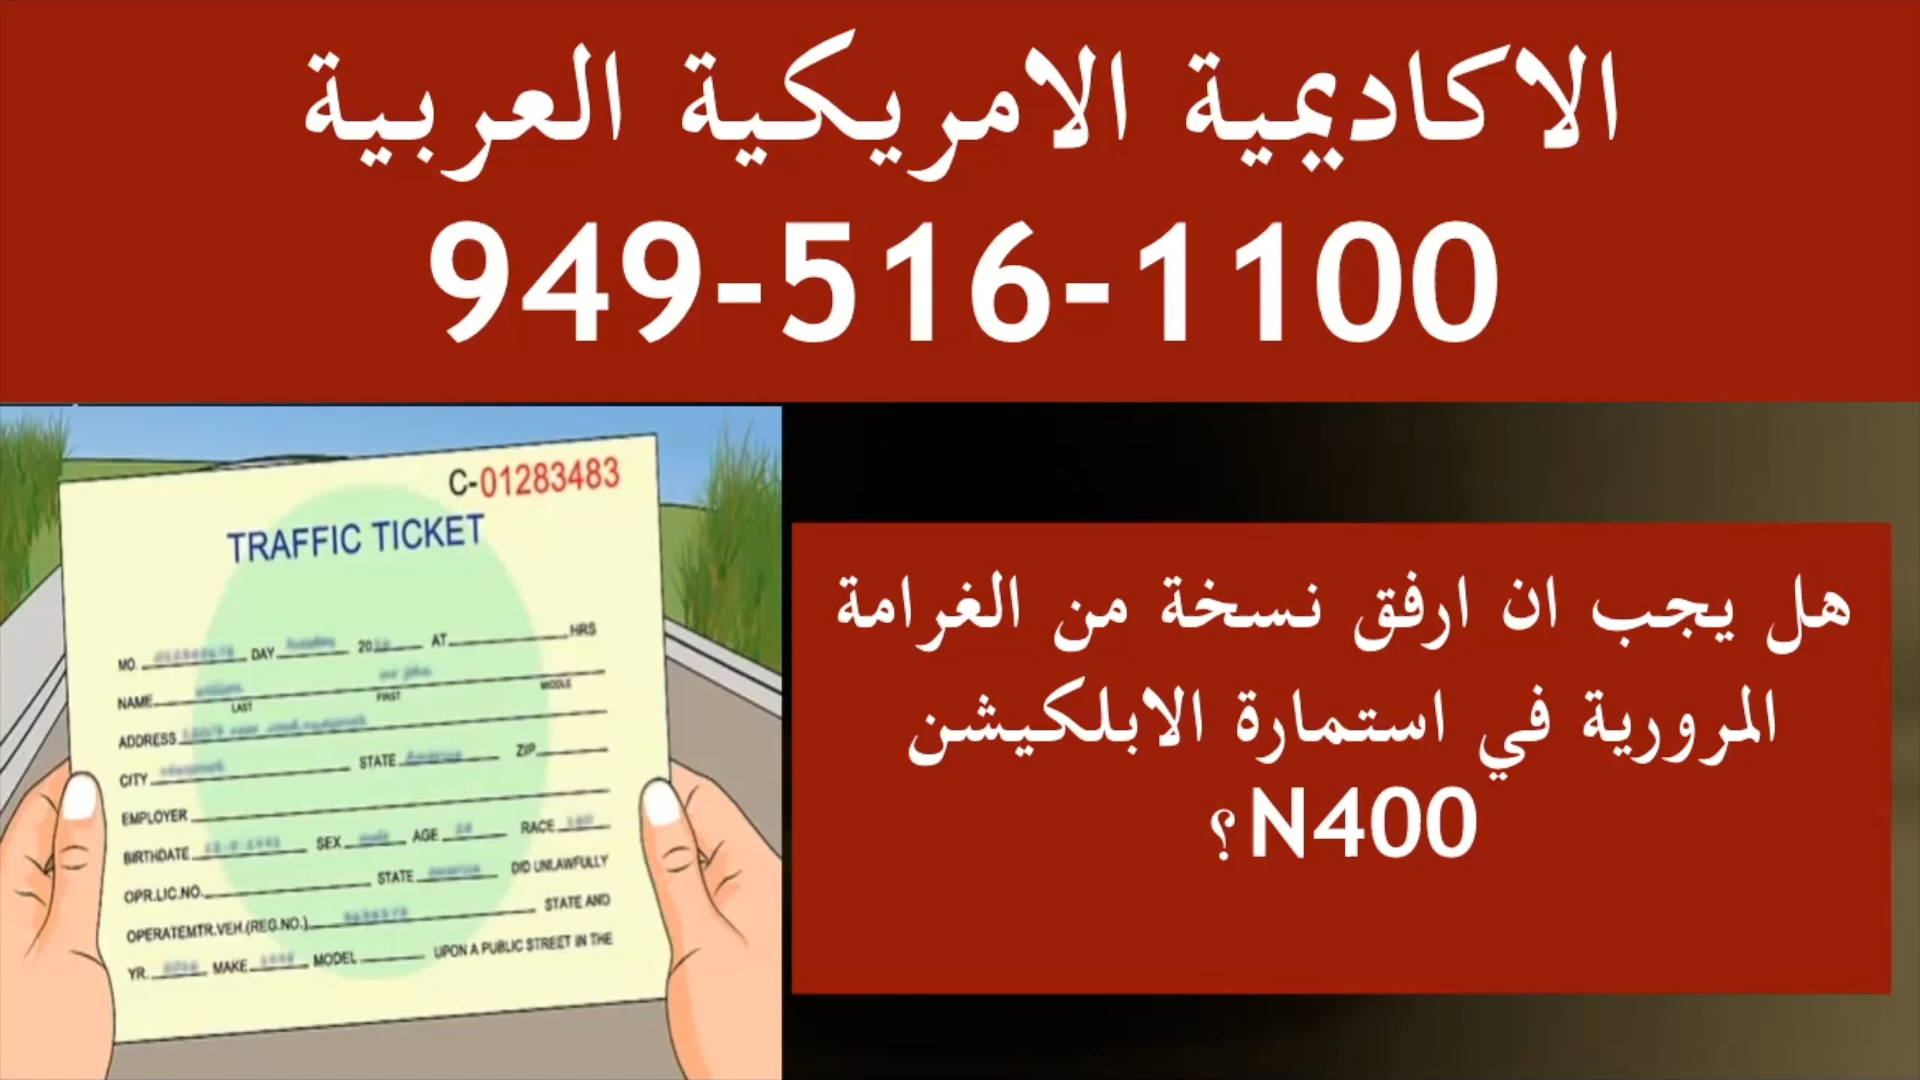 الاكاديمية الامريكية العربية
949-516-1100
C-01283483
TRAFFIC TICKET
MO. DAY 20 AT HRS
NAME
LAST FIRST MIDDLE
ADDRESS
CITY STATE ZIP
EMPLOYER
BIRTHDATE SEX AGE RACE
OPR.LIC.NO. STATE DID UNLAWFULLY
OPERATEMTR.VEH.(REG.NO.) STATE AND
YR. MAKE MODEL UPON A PUBLIC STREET IN THE
هل يجب ان ارفق نسخة من الغرامة
المرورية في استمارة الابلكيشن
N400؟